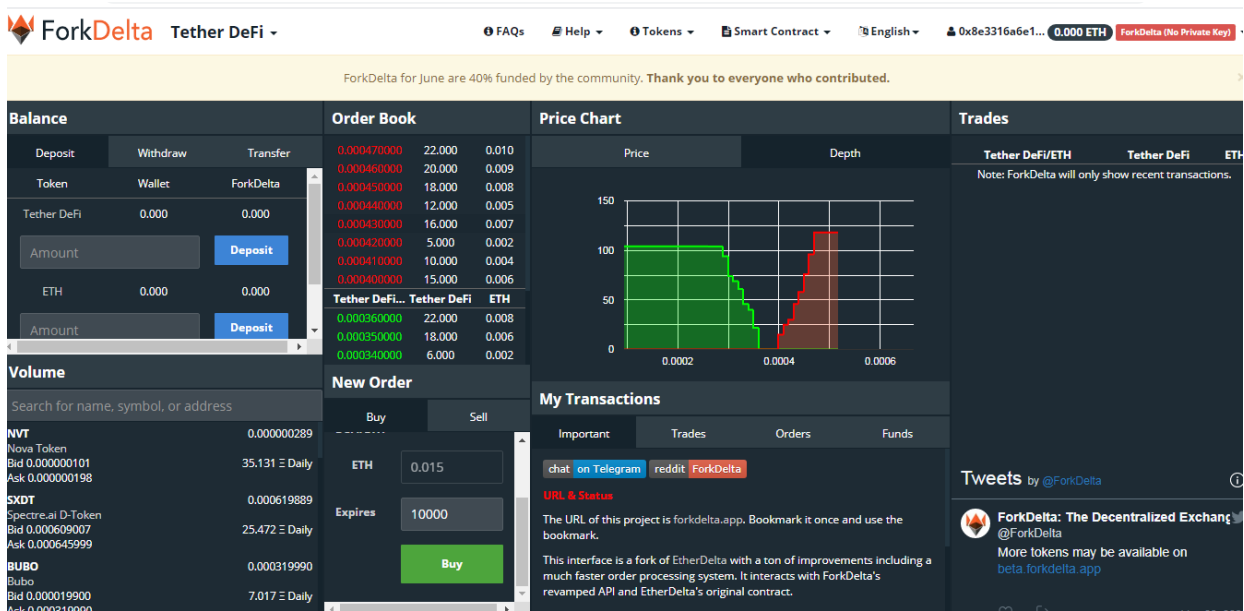 ForkDelta Tether DeFi
FAQs Help Tokens Smart Contract English 0x8e3316a6e1... 0.000 ETH ForkDelta (No Private Key)
ForkDelta for June are 40% funded by the community. Thank you to everyone who contributed.
Balance
Deposit Withdraw Transfer
Token Wallet ForkDelta
Tether DeFi 0.000 0.000
Amount Deposit
ETH 0.000 0.000
Amount Deposit
Volume
Search for name, symbol, or address
NVT 0.000000289
Nova Token
Bid 0.000000101 35.131 Ξ Daily
Ask 0.000000198
SXDT 0.000619889
Spectre.ai D-Token
Bid 0.000609007 25.472 Ξ Daily
Ask 0.000645999
BUBO 0.000319990
Bubo
Bid 0.000019900 7.017 Ξ Daily
Ask 0.000310000
Order Book
0.000470000 22.000 0.010
0.000460000 20.000 0.009
0.000450000 18.000 0.008
0.000440000 12.000 0.005
0.000430000 16.000 0.007
0.000420000 5.000 0.002
0.000410000 10.000 0.004
0.000400000 15.000 0.006
Tether DeFi... Tether DeFi ETH
0.000360000 22.000 0.008
0.000350000 18.000 0.006
0.000340000 6.000 0.002
New Order
Buy Sell
ETH 0.015
Expires 10000
Buy
Price Chart
Price Depth
150
100
50
0
0.0002 0.0004 0.0006
My Transactions
Important Trades Orders Funds
chat on Telegram reddit ForkDelta
URL & Status
The URL of this project is forkdelta.app. Bookmark it once and use the
bookmark.
This interface is a fork of EtherDelta with a ton of improvements including a
much faster order processing system. It interacts with ForkDelta's
revamped API and EtherDelta's original contract.
Trades
Tether DeFi/ETH Tether DeFi ETH
Note: ForkDelta will only show recent transactions.
Tweets by @ForkDelta
ForkDelta: The Decentralized Exchang
@ForkDelta
More tokens may be available on
beta.forkdelta.app